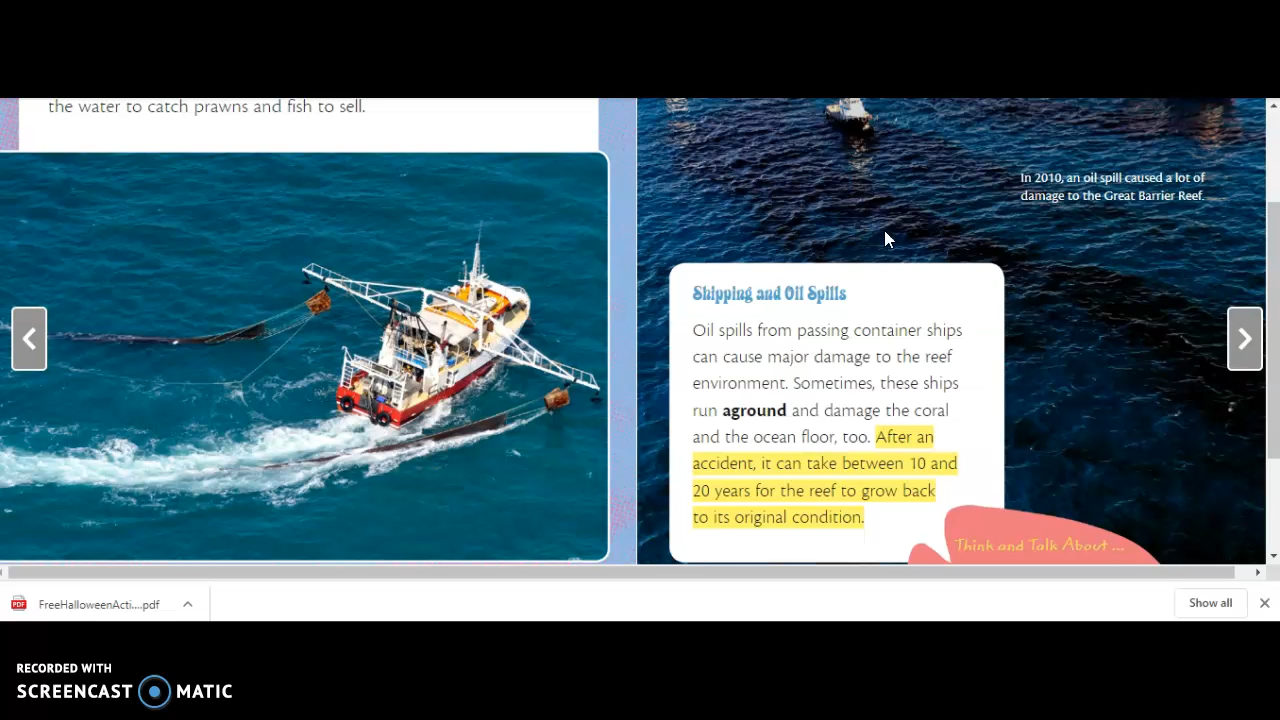 the water to catch prawns and fish to sell.
In 2010, an oil spill caused a lot of
damage to the Great Barrier Reef.
Shipping and Oil Spills
Oil spills from passing container ships
can cause major damage to the reef
environment. Sometimes, these ships
run aground and damage the coral
and the ocean floor, too. After an
accident, it can take between 10 and
20 years for the reef to grow back
to its original condition.
Think and Talk About ...
PDF
FreeHalloweenActi....pdf
Show all
RECORDED WITH
SCREENCAST MATIC